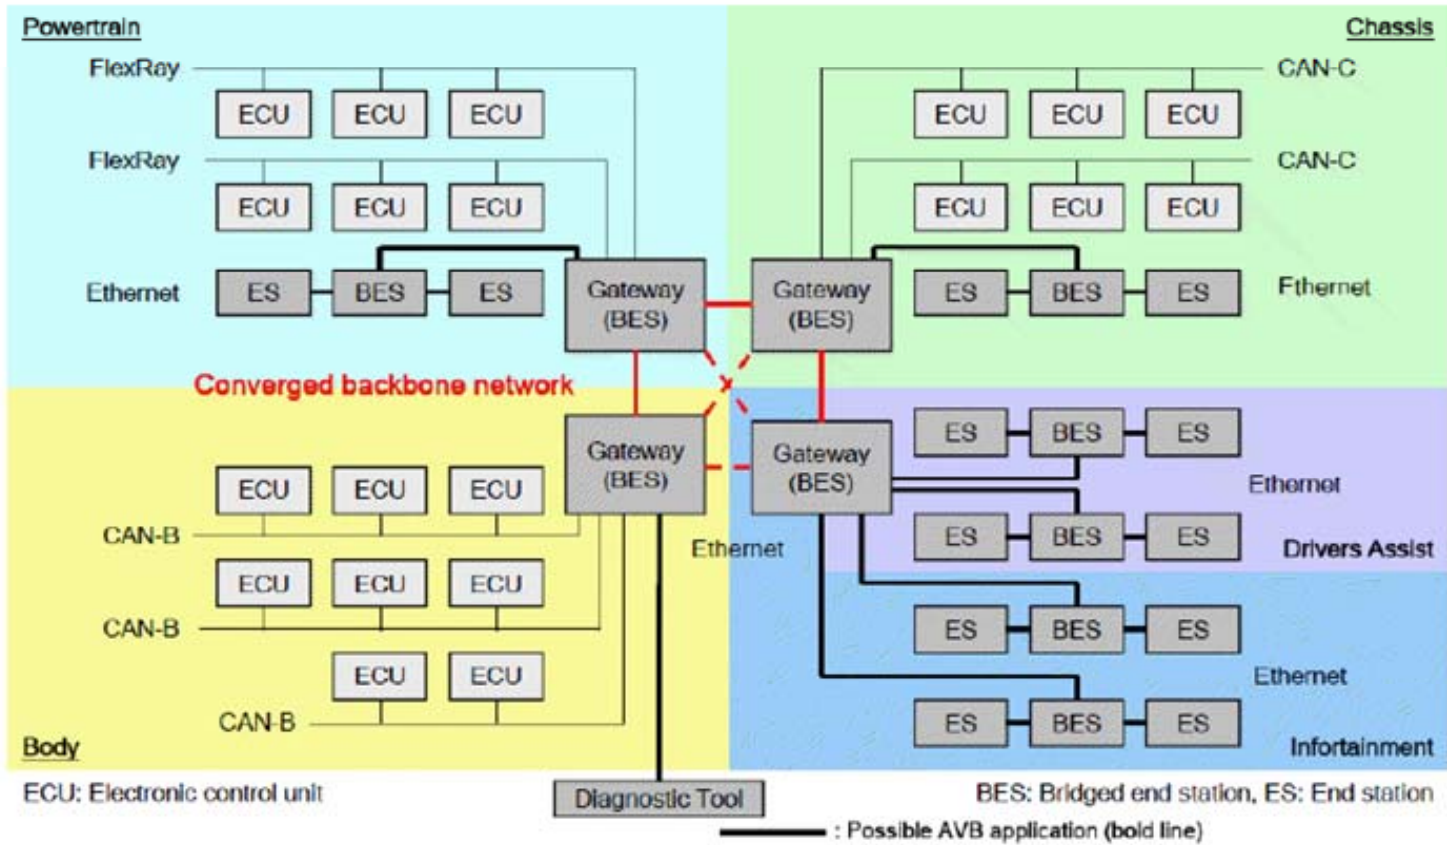 Powertrain
Chassis
FlexRay
CAN-C
ECU ECU ECU
ECU ECU ECU
FlexRay
CAN-C
ECU ECU ECU
ECU ECU ECU
Ethernet
ES BES ES
Gateway
(BES)
Gateway
(BES)
ES BES ES
Ethernet
Converged backbone network
Gateway
(BES)
Gateway
(BES)
ES BES ES
Ethernet
ECU ECU ECU
CAN-B
Ethernet
ES BES ES
Drivers Assist
ECU ECU ECU
CAN-B
ES BES ES
Ethernet
ECU ECU
CAN-B
ES BES ES
Body
Infortainment
ECU: Electronic control unit
Diagnostic Tool
BES: Bridged end station, ES: End station
: Possible AVB application (bold line)